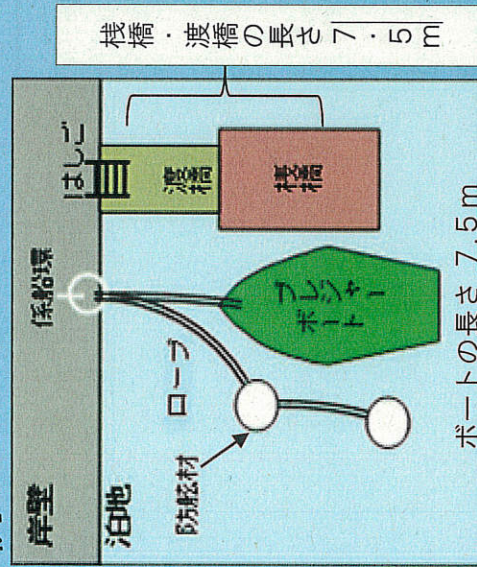 桟橋・渡橋の長さ7.5m
岸壁
係船環
はしご
泊地
渡橋
桟橋
ロープ
防舷材
プレジャー
ボート
ボートの長さ 7.5m